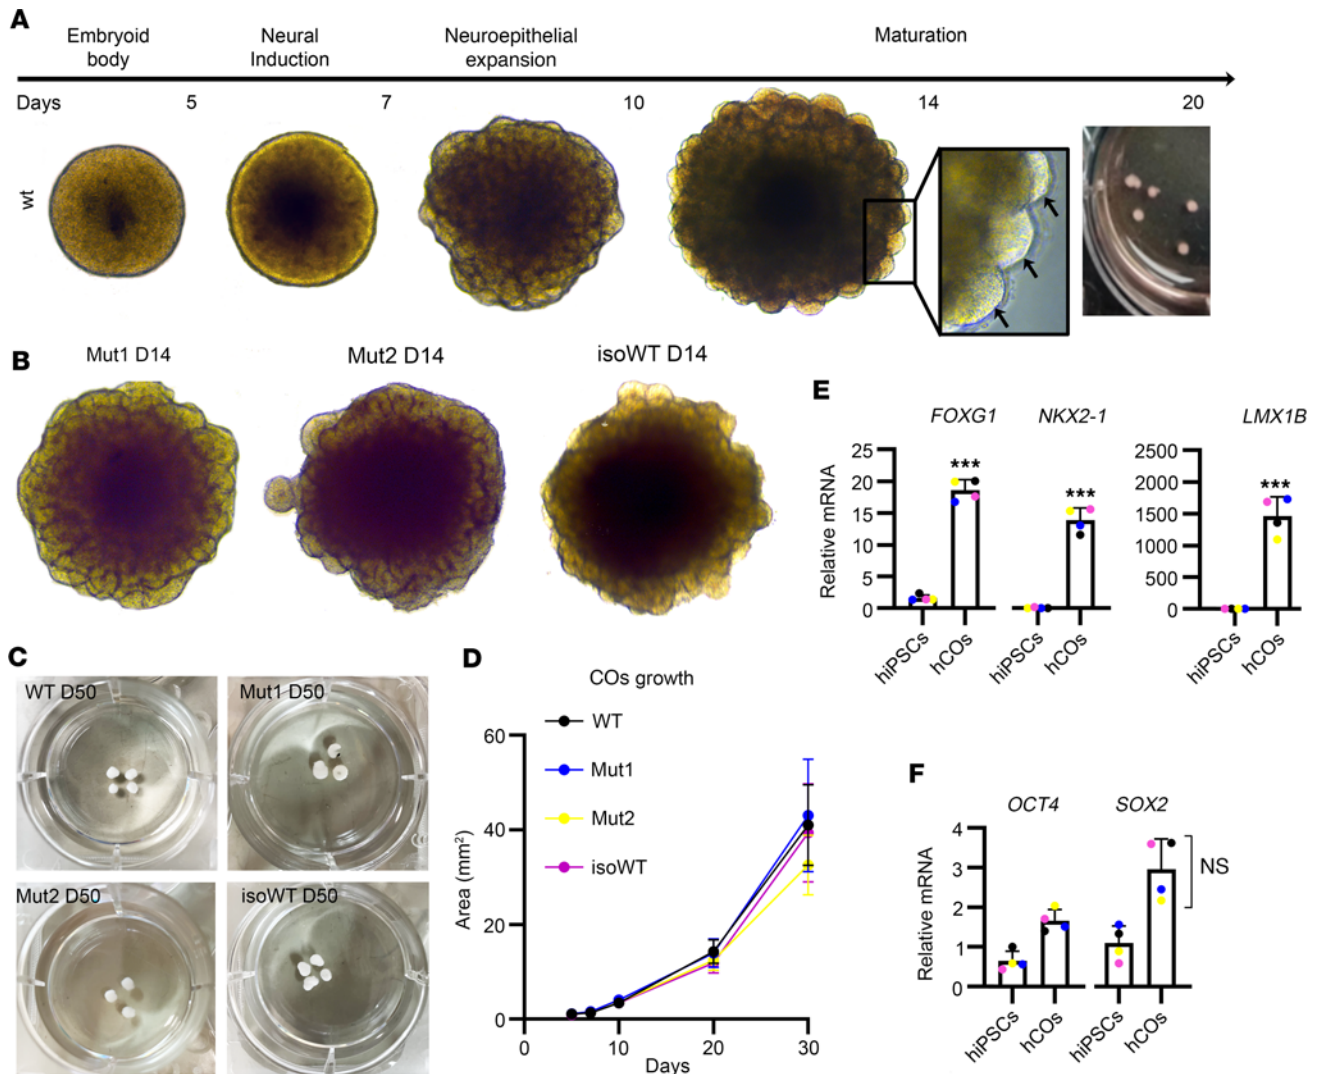 A
Embryoid
body
Neural
Induction
Neuroepithelial
expansion
Maturation
Days
5
7
10
14
20
wt
B
Mut1 D14
Mut2 D14
isoWT D14
C
WT D50
Mut1 D50
Mut2 D50
isoWT D50
D
COs growth
WT
Mut1
Mut2
isoWT
Area (mm²)
60
40
20
0
0
10
20
30
Days
E
FOXG1
NKX2-1
LMX1B
Relative mRNA
25
20
15
10
5
0
***
***
2500
2000
1500
1000
500
0
***
hiPSCs
hCOs
hiPSCs
hCOs
hiPSCs
hCOs
F
OCT4
SOX2
Relative mRNA
4
3
2
1
0
NS
hiPSCs
hCOs
hiPSCs
hCOs